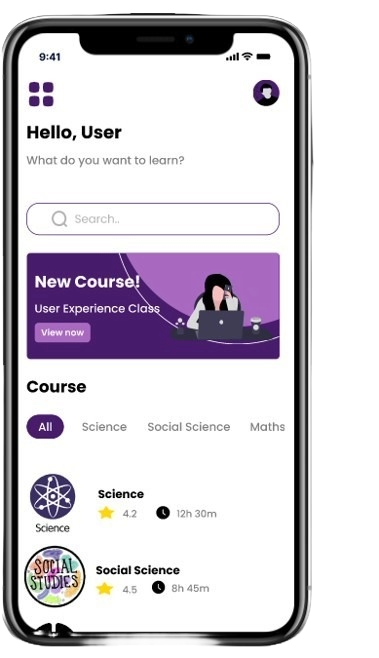 9:41
Hello, User
What do you want to learn?
Search..
New Course!
User Experience Class
View now
Course
All Science Social Science Maths
Science
4.2 12h 30m
Science
SOCIAL
STUDIES
Social Science
4.5 8h 45m